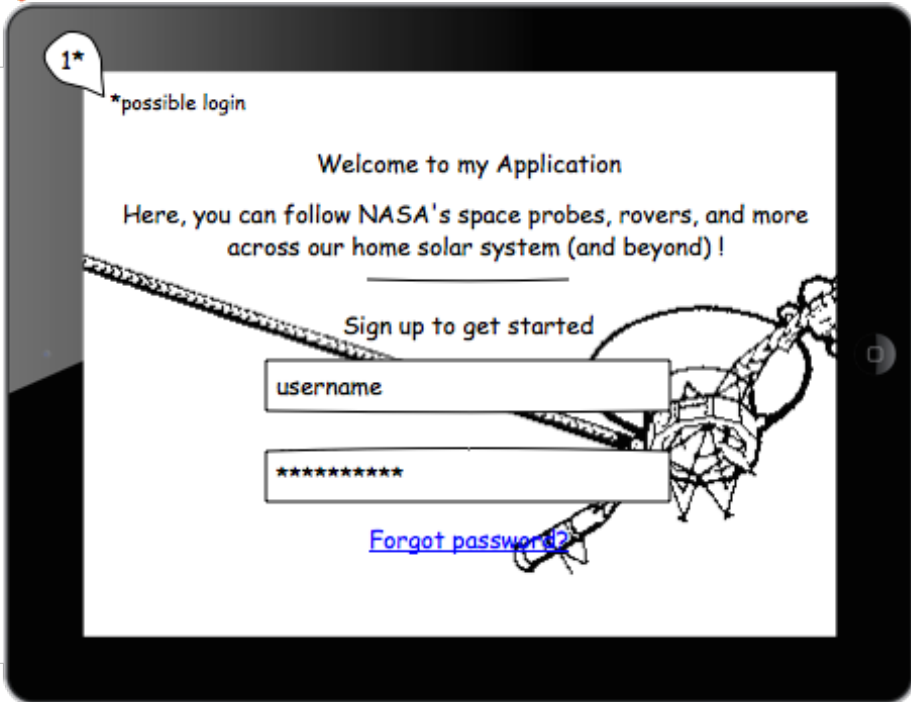 1*
*possible login
Welcome to my Application
Here, you can follow NASA's space probes, rovers, and more
across our home solar system (and beyond) !
Sign up to get started
username
**********
Forgot password?